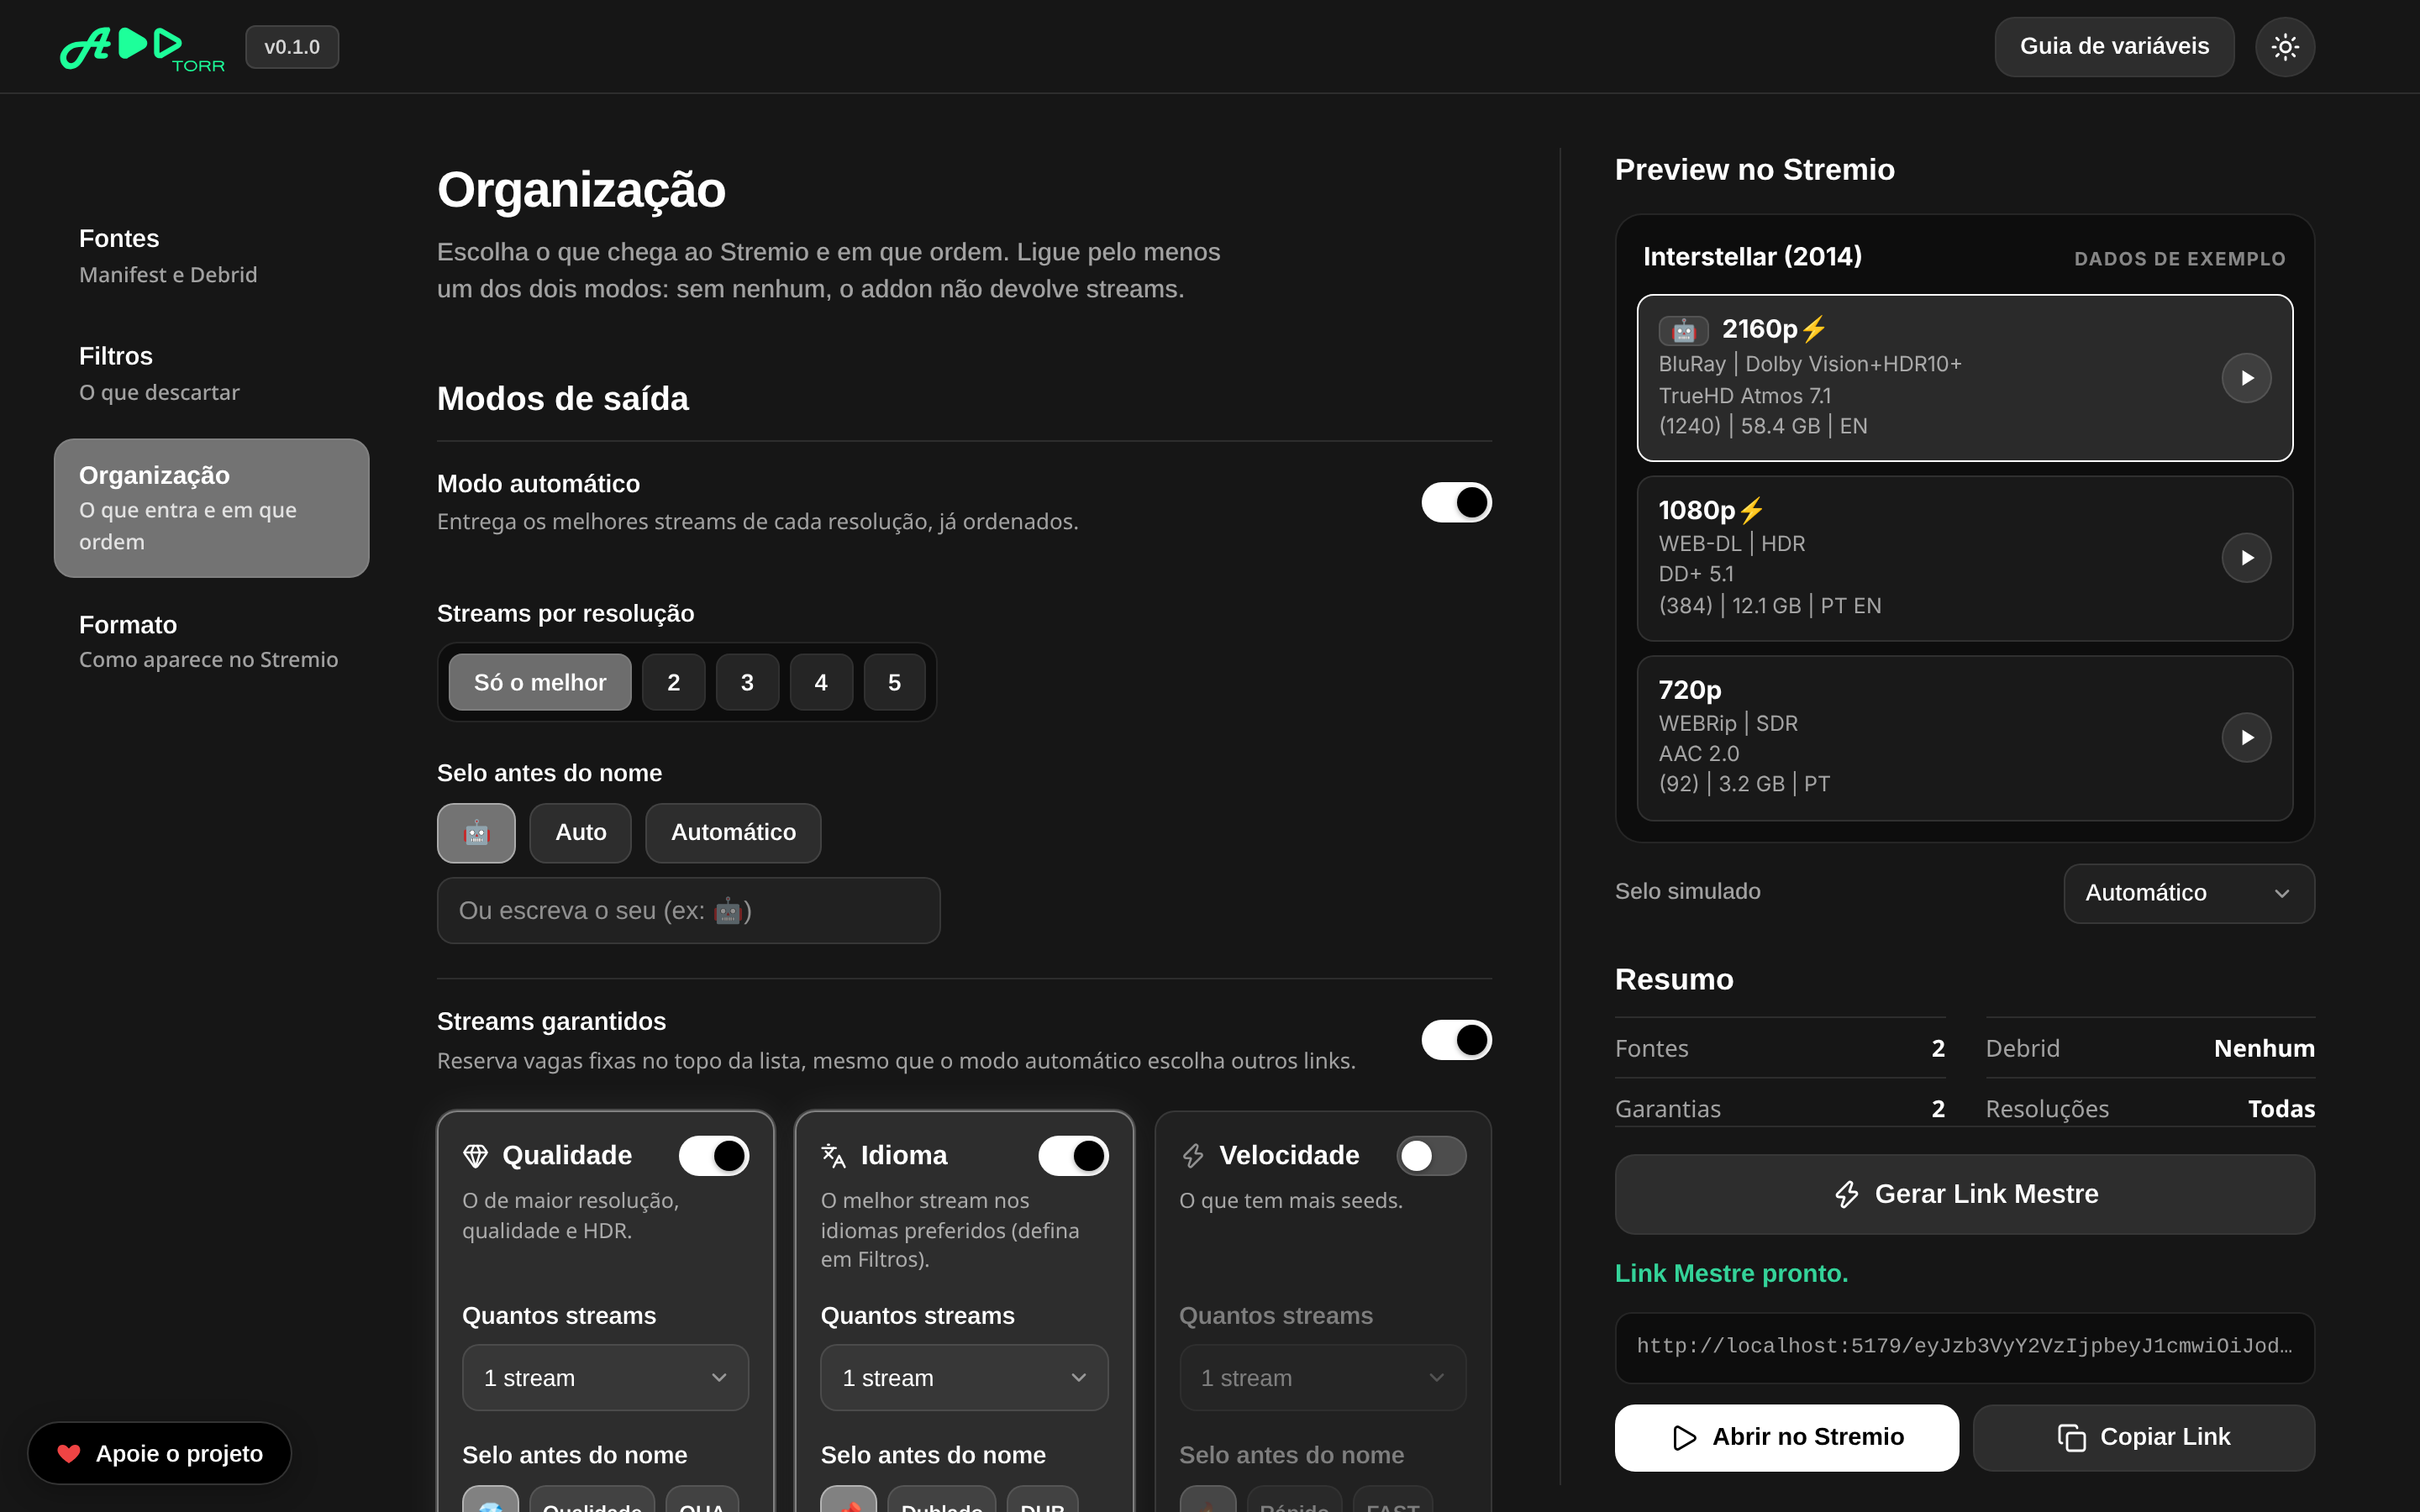 A
TORR
v0.1.0
Guia de variáveis
Fontes
Manifest e Debrid
Filtros
O que descartar
Organização
O que entra e em que
ordem
Formato
Como aparece no Stremio
Apoie o projeto
Organização
Escolha o que chega ao Stremio e em que ordem. Ligue pelo menos
um dos dois modos: sem nenhum, o addon não devolve streams.
Modos de saída
Modo automático
Entrega os melhores streams de cada resolução, já ordenados.
Streams por resolução
Só o melhor 2 3 4 5
Selo antes do nome
🤖 Auto Automático
Ou escreva o seu (ex: 🤖)
Streams garantidos
Reserva vagas fixas no topo da lista, mesmo que o modo automático escolha outros links.
Qualidade
O de maior resolução,
qualidade e HDR.
Quantos streams
1 stream
Selo antes do nome
💎 Qualidade QUA
Idioma
O melhor stream nos
idiomas preferidos (defina
em Filtros).
Quantos streams
1 stream
Selo antes do nome
📌 Dublado DUB
Velocidade
O que tem mais seeds.
Quantos streams
1 stream
Selo antes do nome
Rápido FAST
Preview no Stremio
Interstellar (2014) DADOS DE EXEMPLO
🤖 2160p⚡
BluRay | Dolby Vision+HDR10+
TrueHD Atmos 7.1
(1240) | 58.4 GB | EN
1080p⚡
WEB-DL | HDR
DD+ 5.1
(384) | 12.1 GB | PT EN
720p
WEBRip | SDR
AAC 2.0
(92) | 3.2 GB | PT
Selo simulado Automático
Resumo
Fontes 2 Debrid Nenhum
Garantias 2 Resoluções Todas
Gerar Link Mestre
Link Mestre pronto.
http://localhost:5179/eyJzb3VyY2VzIjpbeyJ1cmwiOiJod…
Abrir no Stremio Copiar Link